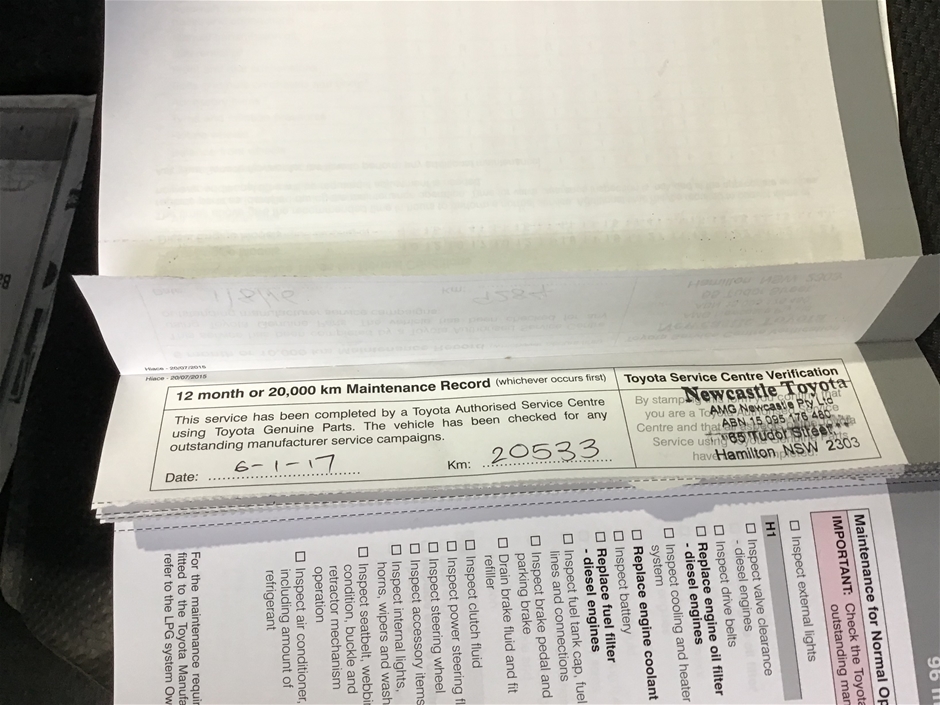 Hiace - 20/07/2015
Hiace - 20/07/2015
12 month or 20,000 km Maintenance Record (whichever occurs first)
This service has been completed by a Toyota Authorised Service Centre
using Toyota Genuine Parts. The vehicle has been checked for any
outstanding manufacturer service campaigns.
Date: 6-1-17 Km: 20533
Toyota Service Centre Verification
By stamp that
you are a
Centre and that
Service using
have
Newcastle Toyota
AMG Newcastle Pty Ltd
ABN 15 095 175 460
65 Tudor Street
Hamilton NSW 2303
Maintenance for Normal Op
IMPORTANT: Check the Toyota
outstanding man
☐ Inspect external lights
H1
☐ Inspect valve clearance
- diesel engines
☐ Inspect drive belts
☐ Replace engine oil filter
- diesel engines
☐ Inspect cooling and heater
system
☐ Replace engine coolant
☐ Inspect battery
☐ Replace fuel filter
- diesel engines
☐ Inspect fuel tank cap, fuel
lines and connections
☐ Inspect brake pedal and
parking brake
☐ Drain brake fluid and fit
refiller
☐ Inspect clutch fluid
☐ Inspect power steering fl
☐ Inspect steering wheel
☐ Inspect accessory items
☐ Inspect internal lights,
horns, wipers and wash
☐ Inspect seatbelt, webbi
condition, buckle and
retractor mechanism
operation
☐ Inspect air conditioner,
including amount of
refrigerant
For the maintenance requir
fitted to the Toyota Manufa
refer to the LPG system Ow